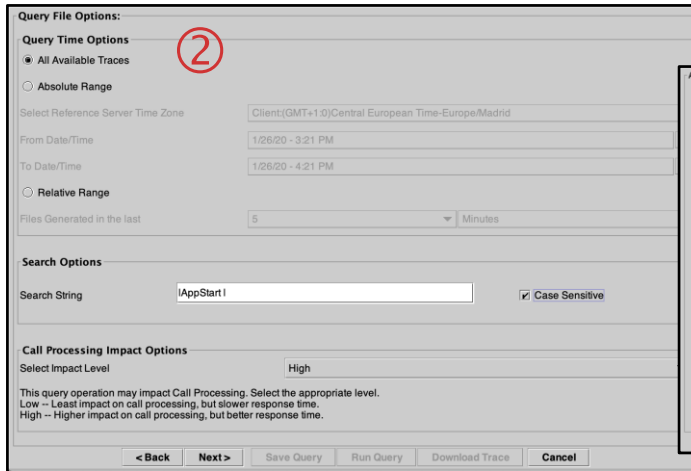 Query File Options:
Query Time Options
②
All Available Traces
Absolute Range
Select Reference Server Time Zone Client:(GMT+1:0)Central European Time-Europe/Madrid
From Date/Time 1/26/20 - 3:21 PM
To Date/Time 1/26/20 - 4:21 PM
Relative Range
Files Generated in the last 5 Minutes
Search Options
Search String |AppStart | Case Sensitive
Call Processing Impact Options
Select Impact Level High
This query operation may impact Call Processing. Select the appropriate level.
Low -- Least impact on call processing, but slower response time.
High -- Higher impact on call processing, but better response time.
< Back Next > Save Query Run Query Download Trace Cancel